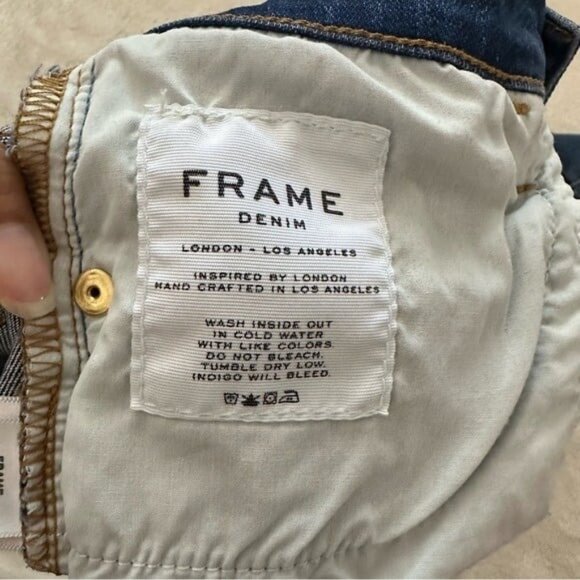 FRAME
DENIM
LONDON - LOS ANGELES
INSPIRED BY LONDON
HAND CRAFTED IN LOS ANGELES
WASH INSIDE OUT
IN COLD WATER
WITH LIKE COLORS.
DO NOT BLEACH.
TUMBLE DRY LOW.
INDIGO WILL BLEED.
FRAME